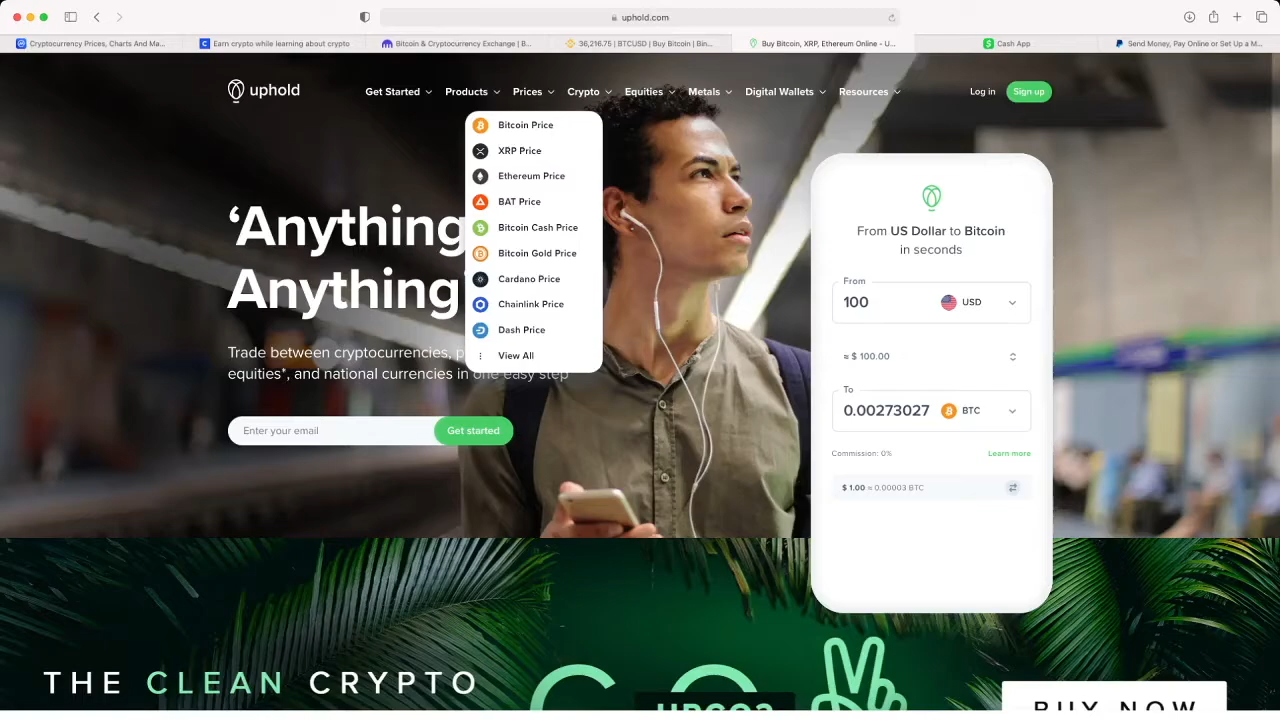 uphold.com
Cryptocurrency Prices, Charts And Ma...
Earn crypto while learning about crypto
Bitcoin & Cryptocurrency Exchange | B...
36,216.75 | BTCUSD | Buy Bitcoin | Bin...
Buy Bitcoin, XRP, Ethereum Online - U...
Cash App
Send Money, Pay Online or Set Up a M...
uphold
Get Started
Products
Prices
Crypto
Equities
Metals
Digital Wallets
Resources
Log in
Sign up
Bitcoin Price
XRP Price
Ethereum Price
BAT Price
Bitcoin Cash Price
Bitcoin Gold Price
Cardano Price
Chainlink Price
Dash Price
View All
‘Anything
Anything’
Trade between cryptocurrencies, p
equities*, and national currencies in one easy step
Enter your email
Get started
From US Dollar to Bitcoin
in seconds
From
100
USD
≈ $ 100.00
To
0.00273027
BTC
Commission: 0%
Learn more
$ 1.00 ≈ 0.00003 BTC
THE CLEAN CRYPTO
UPCO2
BUY NOW